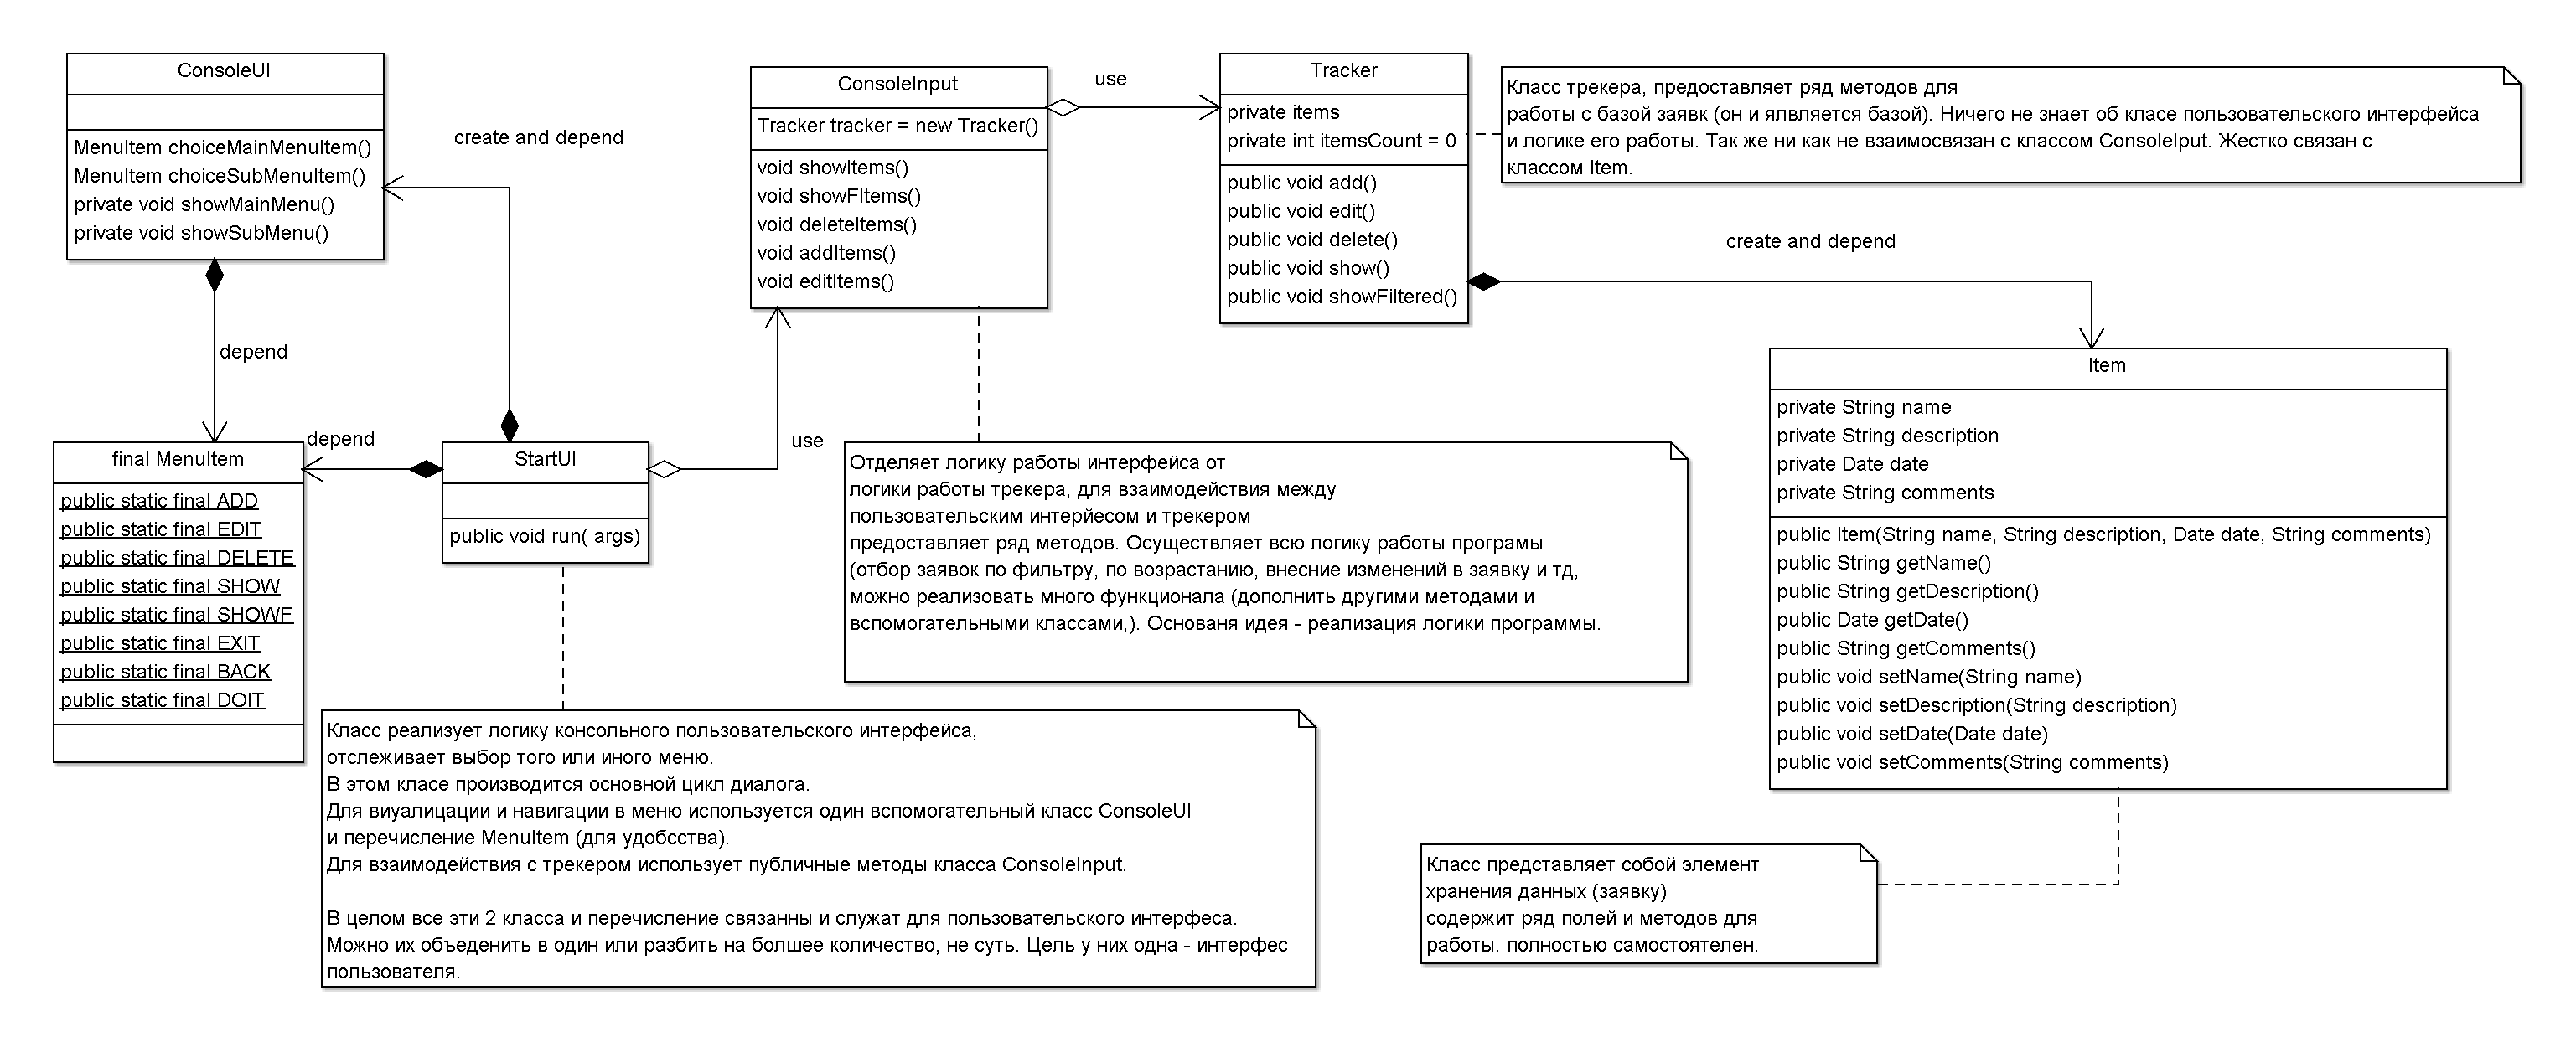 ConsoleUI
MenuItem choiceMainMenuItem()
MenuItem choiceSubMenuItem()
private void showMainMenu()
private void showSubMenu()
create and depend
depend
final MenuItem
public static final ADD
public static final EDIT
public static final DELETE
public static final SHOW
public static final SHOWF
public static final EXIT
public static final BACK
public static final DOIT
depend
StartUI
public void run( args)
use
ConsoleInput
Tracker tracker = new Tracker()
void showItems()
void showFItems()
void deleteItems()
void addItems()
void editItems()
use
Tracker
private items
private int itemsCount = 0
public void add()
public void edit()
public void delete()
public void show()
public void showFiltered()
Класс трекера, предоставляет ряд методов для
работы с базой заявк (он и ялвляется базой). Ничего не знает об класе пользовательского интерфейса
и логике его работы. Так же ни как не взаимосвязан с классом ConsoleInput. Жестко связан с
классом Item.
create and depend
Item
private String name
private String description
private Date date
private String comments
public Item(String name, String description, Date date, String comments)
public String getName()
public String getDescription()
public Date getDate()
public String getComments()
public void setName(String name)
public void setDescription(String description)
public void setDate(Date date)
public void setComments(String comments)
Отделяет логику работы интерфейса от
логики работы трекера, для взаимодействия между
пользовательским интерйесом и трекером
предоставляет ряд методов. Осуществляет всю логику работы програмы
(отбор заявок по фильтру, по возрастанию, внесние изменений в заявку и тд,
можно реализовать много функционала (дополнить другими методами и
вспомогательными классами,). Основаня идея - реализация логики программы.
Класс реализует логику консольного пользовательского интерфейса,
отслеживает выбор того или иного меню.
В этом класе производится основной цикл диалога.
Для виуалицации и навигации в меню используется один вспомогательный класс ConsoleUI
и перечисление MenuItem (для удобсства).
Для взаимодействия с трекером использует публичные методы класса ConsoleInput.
В целом все эти 2 класса и перечисление связанны и служат для пользовательского интерфеса.
Можно их объеденить в один или разбить на болшее количество, не суть. Цель у них одна - интерфес
пользователя.
Класс представляет собой элемент
хранения данных (заявку)
содержит ряд полей и методов для
работы. полностью самостоятелен.